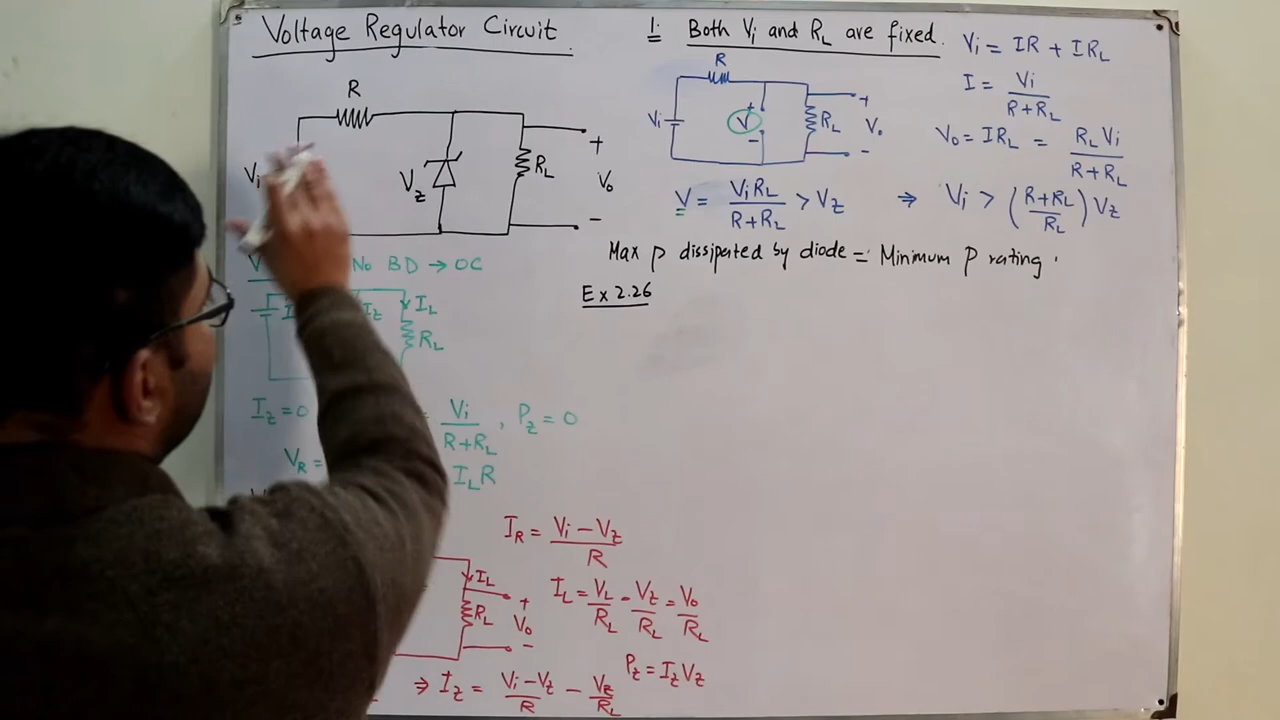 Voltage Regulator Circuit
R
Vi
VZ
RL
+
Vo
-
No BD → OC
IZ
IL
RL
IZ = 0
Vi / R+RL , PZ = 0
VR =
ILR
IR = Vi - VZ / R
IL
RL
+
Vo
-
IL = VL / RL - VZ / RL = Vo / RL
PZ = IZ VZ
⇒ IZ = Vi - VZ / R - VZ / RL
1: Both Vi and RL are fixed.
R
Vi
+
V
-
RL
+
Vo
-
Vi = IR + IRL
I = Vi / R+RL
Vo = IRL = RL Vi / R+RL
V = Vi RL / R+RL > VZ ⇒ Vi > (R+RL / RL) VZ
Max P dissipated by diode = Minimum P rating.
Ex 2.26